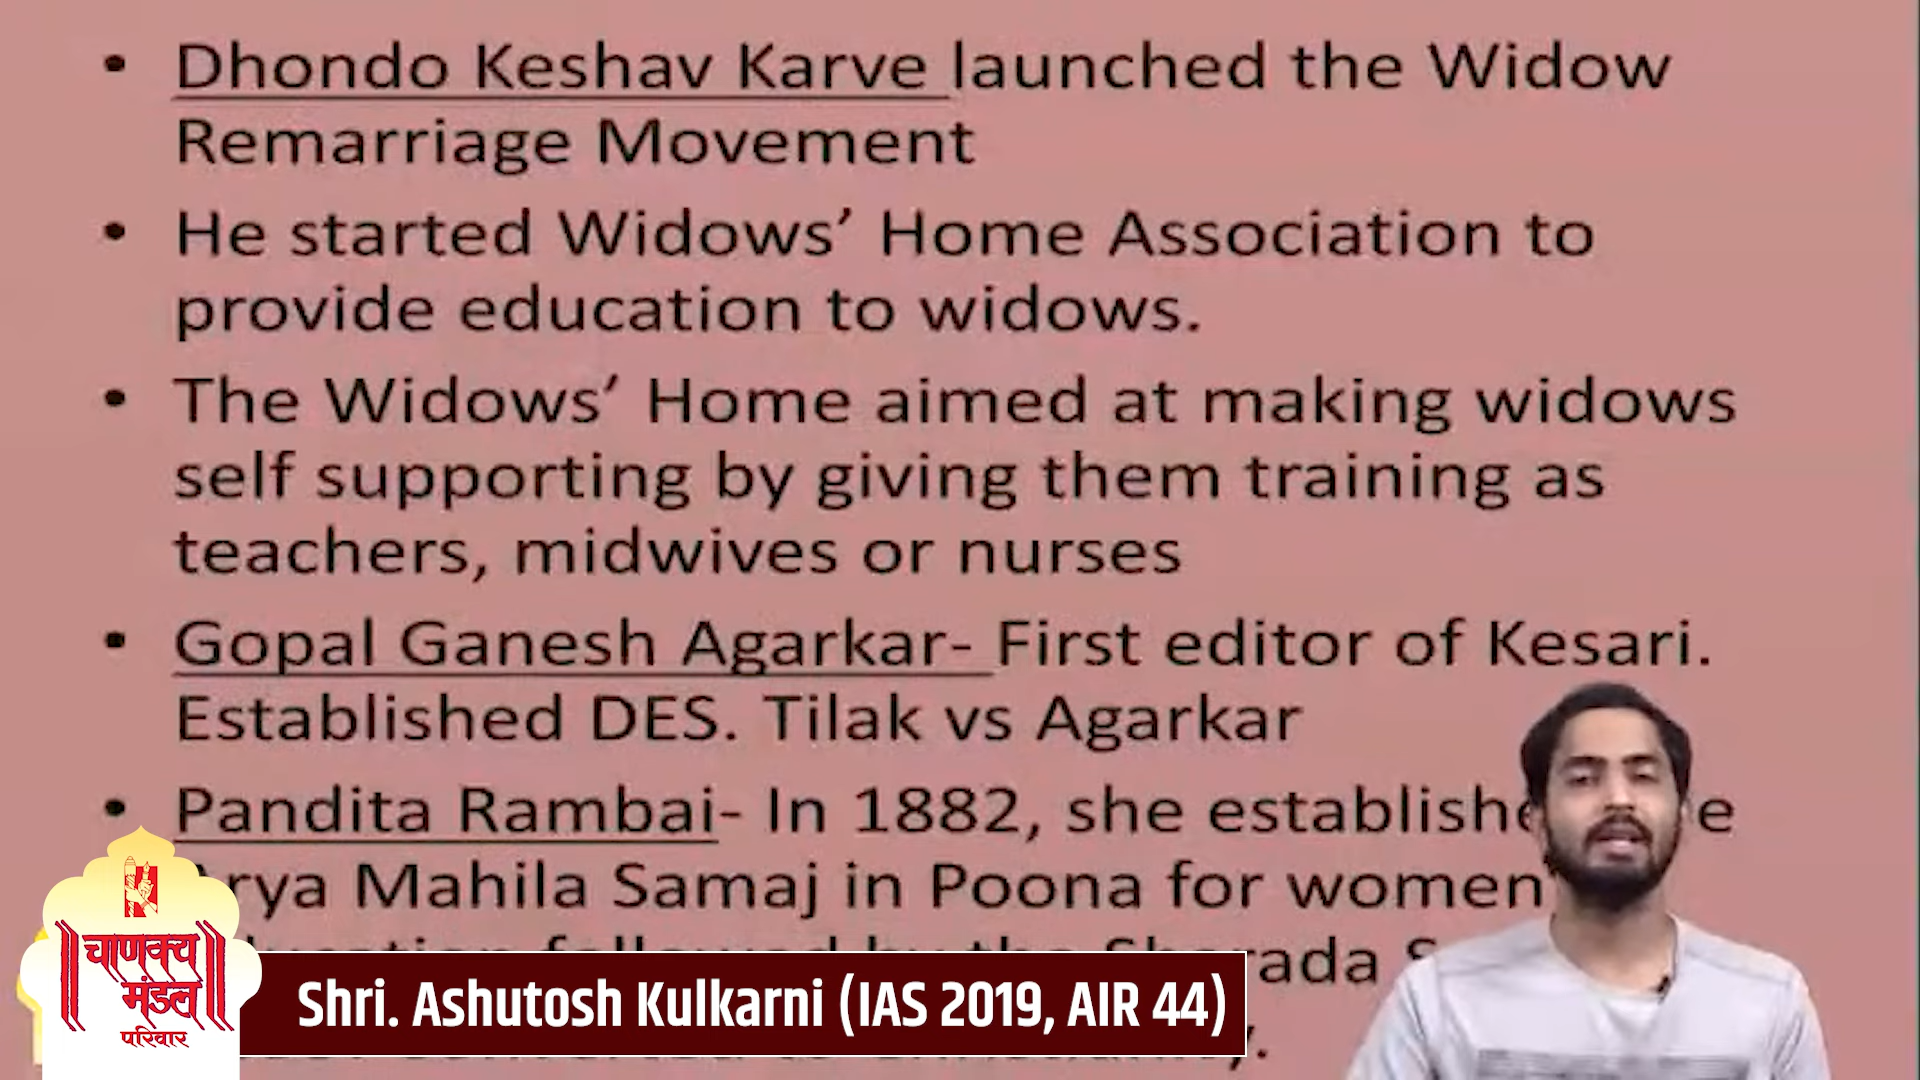 • Dhondo Keshav Karve launched the Widow
Remarriage Movement
• He started Widows’ Home Association to
provide education to widows.
• The Widows’ Home aimed at making widows
self supporting by giving them training as
teachers, midwives or nurses
• Gopal Ganesh Agarkar- First editor of Kesari.
Established DES. Tilak vs Agarkar
• Pandita Rambai- In 1882, she
Mahila Samaj in Poona for women
followed by the
चाणक्य
मंडल
परिवार
Shri. Ashutosh Kulkarni (IAS 2019, AIR 44)